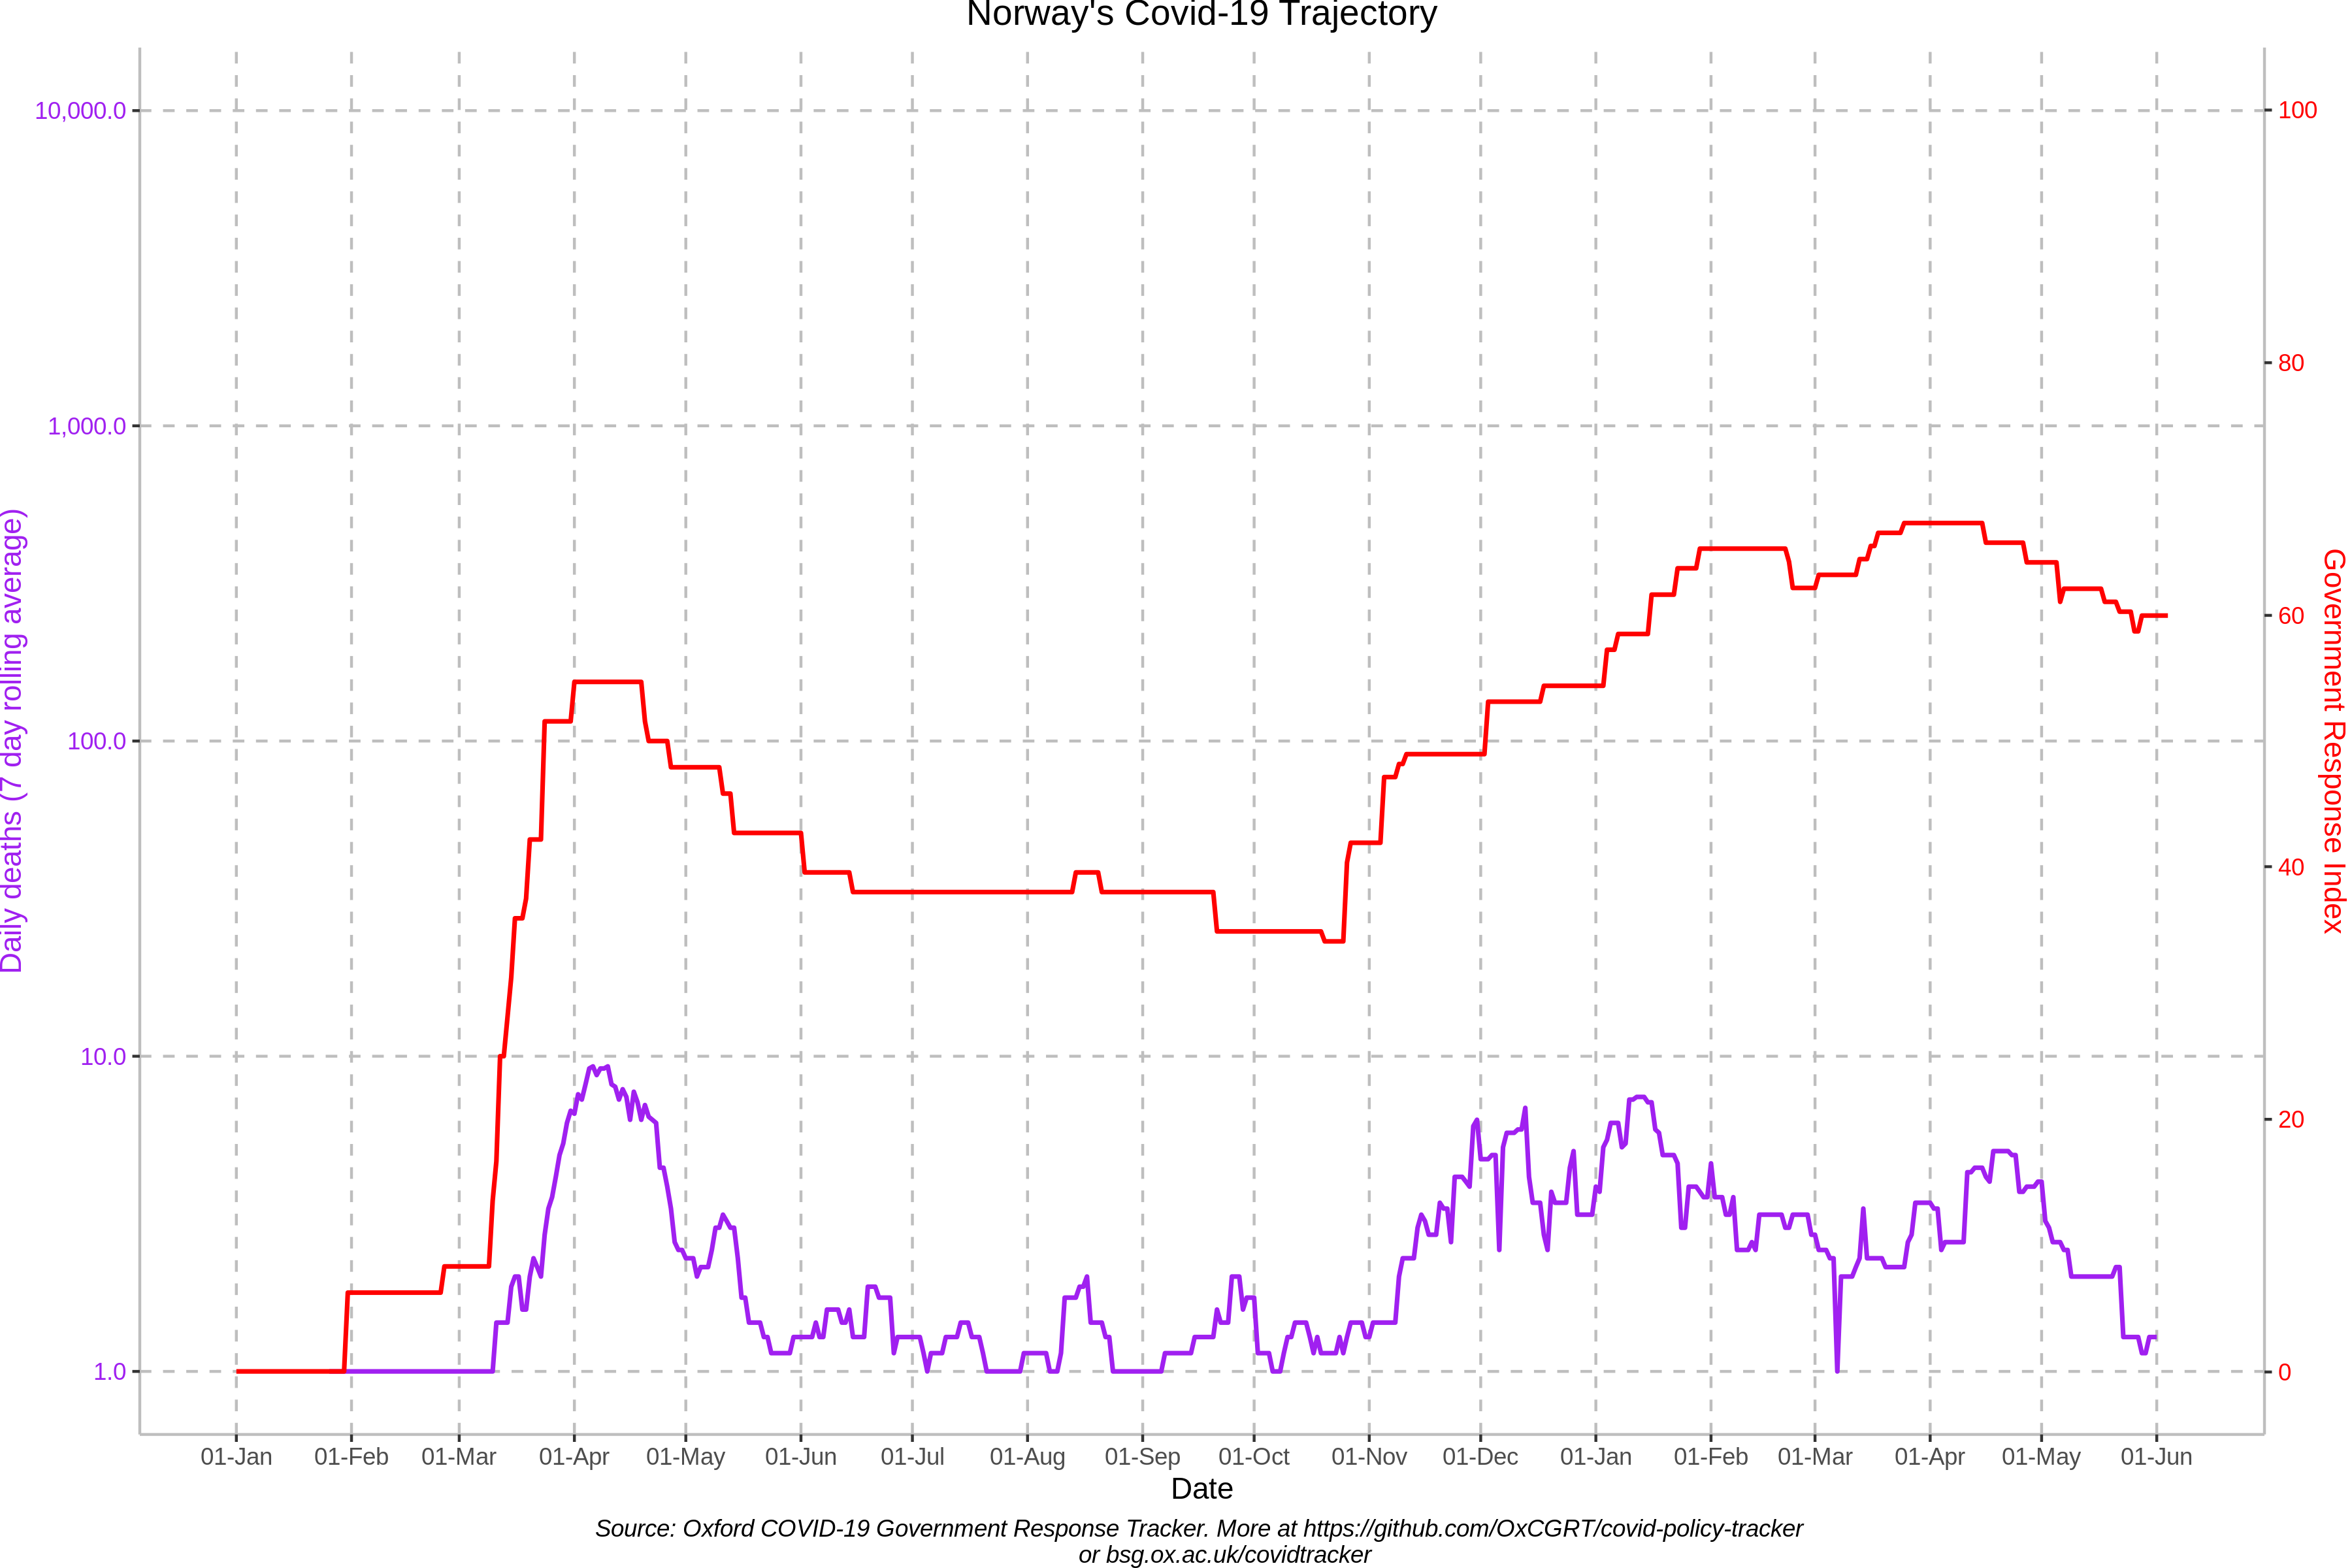 Norway's Covid-19 Trajectory
10,000.0
1,000.0
100.0
10.0
1.0
Daily deaths (7 day rolling average)
100
80
60
40
20
0
Government Response Index
01-Jan 01-Feb 01-Mar 01-Apr 01-May 01-Jun 01-Jul 01-Aug 01-Sep 01-Oct 01-Nov 01-Dec 01-Jan 01-Feb 01-Mar 01-Apr 01-May 01-Jun
Date
Source: Oxford COVID-19 Government Response Tracker. More at https://github.com/OxCGRT/covid-policy-tracker
or bsg.ox.ac.uk/covidtracker